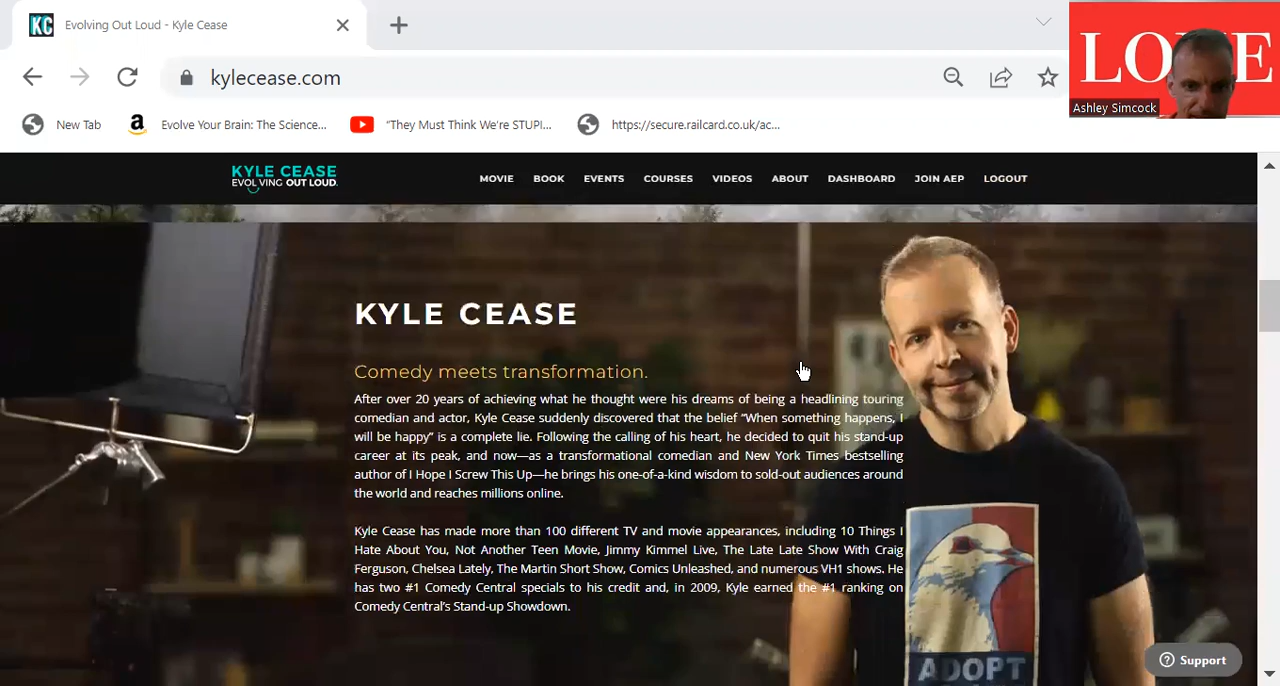 Evolving Out Loud - Kyle Cease
kylecease.com
LOVE
Ashley Simcock
New Tab
Evolve Your Brain: The Science...
"They Must Think We're STUPI...
https://secure.railcard.co.uk/ac...
KYLE CEASE
EVOLVING OUT LOUD.
MOVIE BOOK EVENTS COURSES VIDEOS ABOUT DASHBOARD JOIN AEP LOGOUT
KYLE CEASE
Comedy meets transformation.
After over 20 years of achieving what he thought were his dreams of being a headlining touring
comedian and actor, Kyle Cease suddenly discovered that the belief “When something happens, I
will be happy” is a complete lie. Following the calling of his heart, he decided to quit his stand-up
career at its peak, and now—as a transformational comedian and New York Times bestselling
author of I Hope I Screw This Up—he brings his one-of-a-kind wisdom to sold-out audiences around
the world and reaches millions online.
Kyle Cease has made more than 100 different TV and movie appearances, including 10 Things I
Hate About You, Not Another Teen Movie, Jimmy Kimmel Live, The Late Late Show With Craig
Ferguson, Chelsea Lately, The Martin Short Show, Comics Unleashed, and numerous VH1 shows. He
has two #1 Comedy Central specials to his credit and, in 2009, Kyle earned the #1 ranking on
Comedy Central’s Stand-up Showdown.
ADOPT
Support